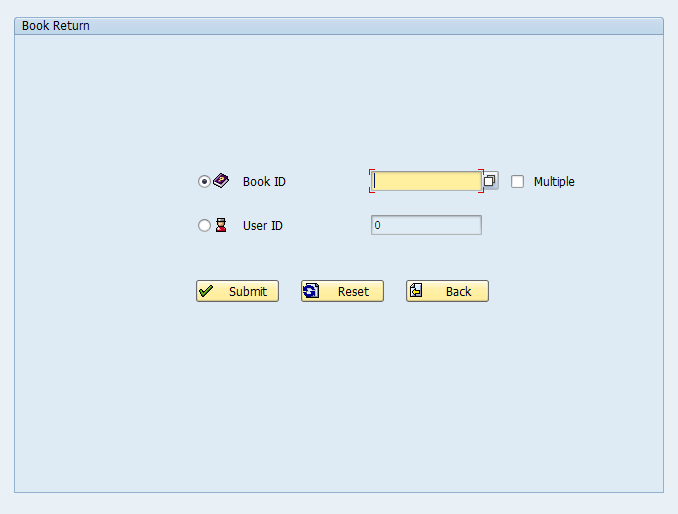 Book Return
Book ID Multiple
User ID 0
Submit Reset Back